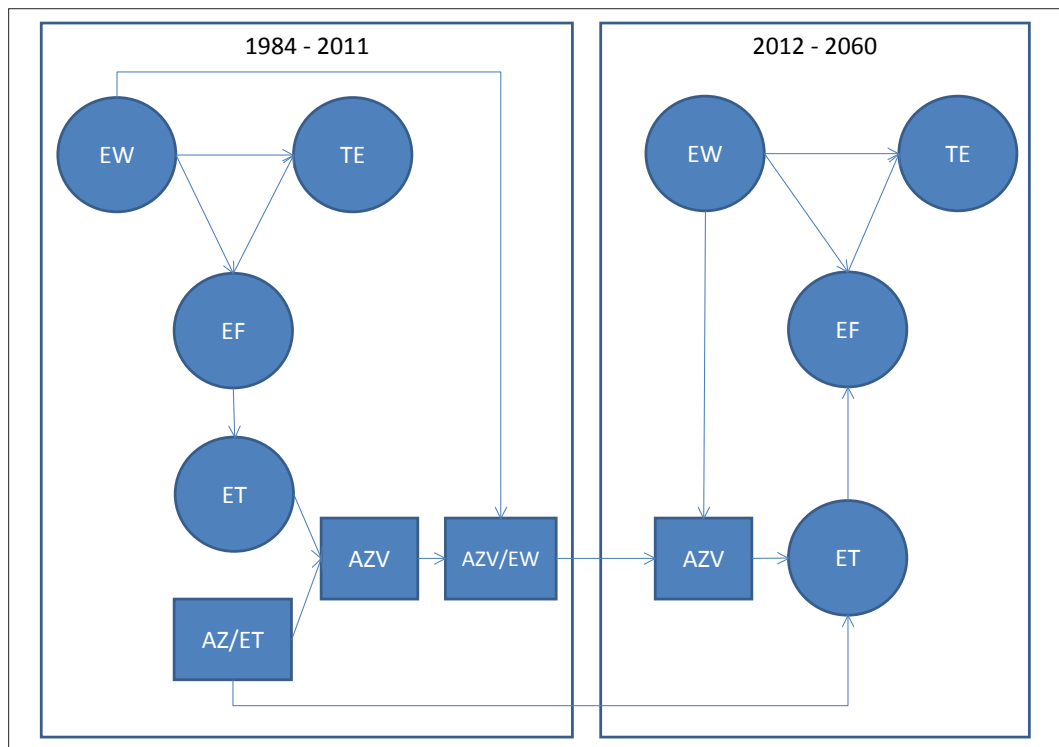 1984 - 2011
EW
TE
EF
ET
AZV
AZV/EW
AZ/ET
2012 - 2060
EW
TE
EF
AZV
ET